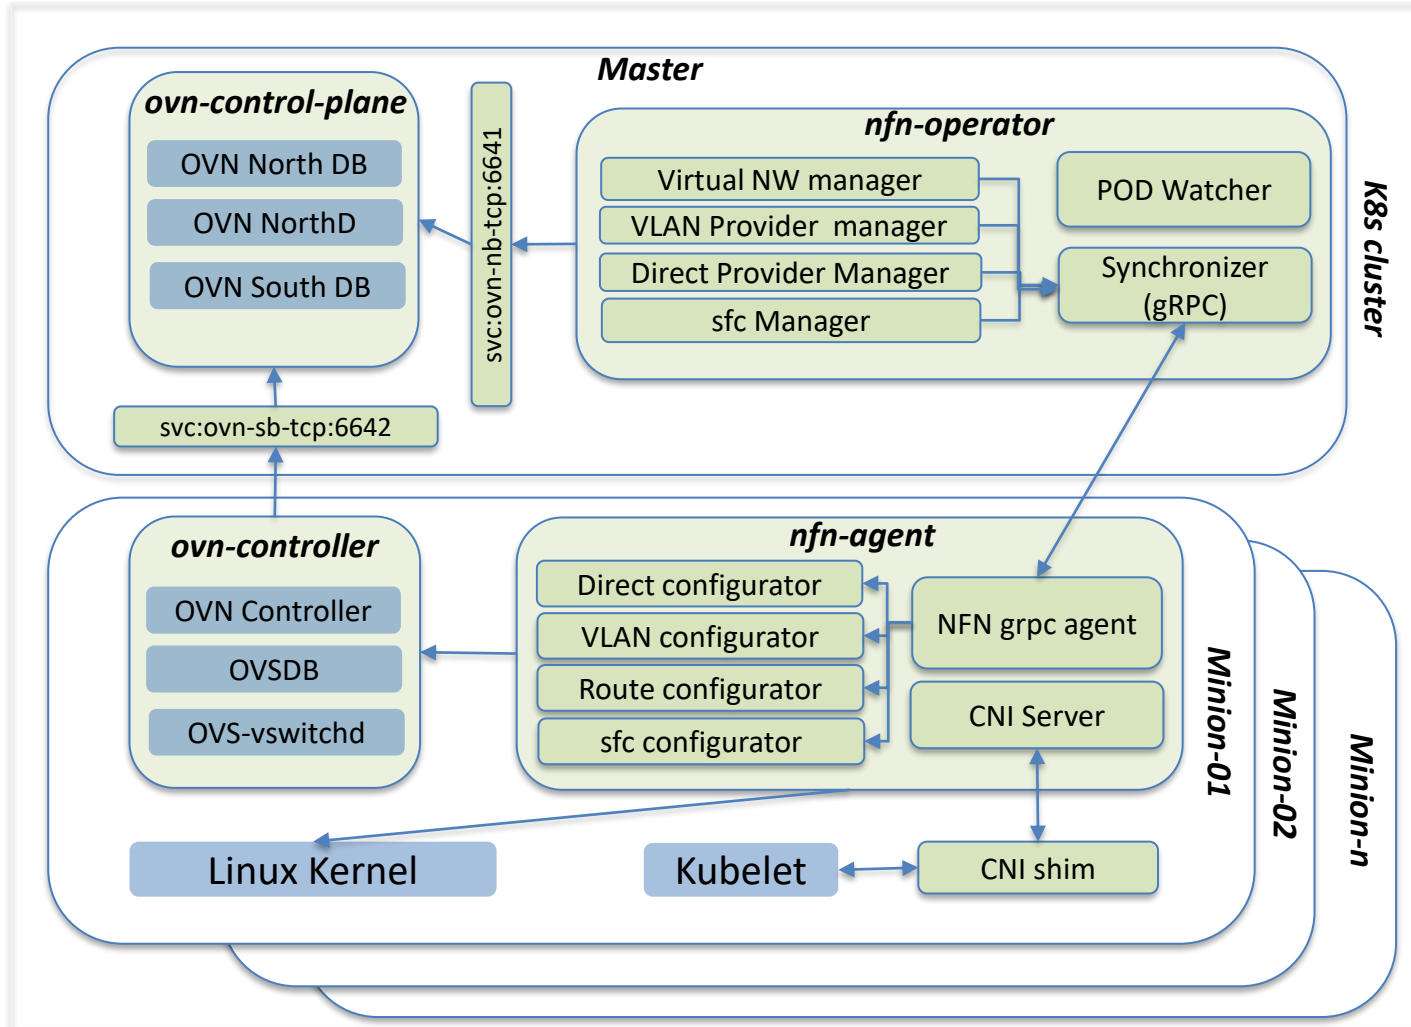 Master
ovn-control-plane
OVN North DB
OVN NorthD
OVN South DB
svc:ovn-nb-tcp:6641
nfn-operator
Virtual NW manager
VLAN Provider  manager
Direct Provider Manager
sfc Manager
POD Watcher
Synchronizer
(gRPC)
K8s cluster
svc:ovn-sb-tcp:6642
ovn-controller
OVN Controller
OVSDB
OVS-vswitchd
nfn-agent
Direct configurator
VLAN configurator
Route configurator
sfc configurator
NFN grpc agent
CNI Server
Linux Kernel
Kubelet
CNI shim
Minion-01
Minion-02
Minion-n